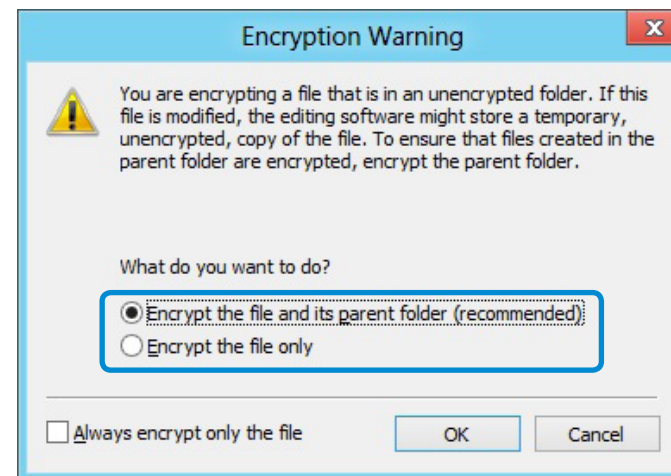 Encryption Warning
You are encrypting a file that is in an unencrypted folder. If this
file is modified, the editing software might store a temporary,
unencrypted, copy of the file. To ensure that files created in the
parent folder are encrypted, encrypt the parent folder.
What do you want to do?
Encrypt the file and its parent folder (recommended)
Encrypt the file only
Always encrypt only the file
OK
Cancel